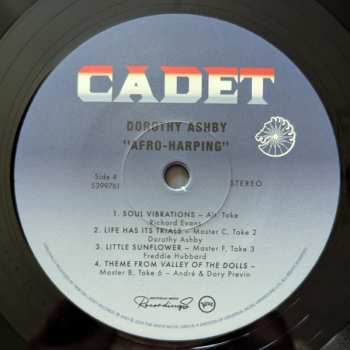 CADET
DOROTHY ASHBY
"AFRO-HARPING"
Side 4
5399781
STEREO
1. SOUL VIBRATIONS – Alt. Take
Richard Evans
2. LIFE HAS ITS TRIALS – Master C, Take 2
Dorothy Ashby
3. LITTLE SUNFLOWER – Master F, Take 3
Freddie Hubbard
4. THEME FROM VALLEY OF THE DOLLS –
Master B, Take 6 – André & Dory Previn
Recordings
verve